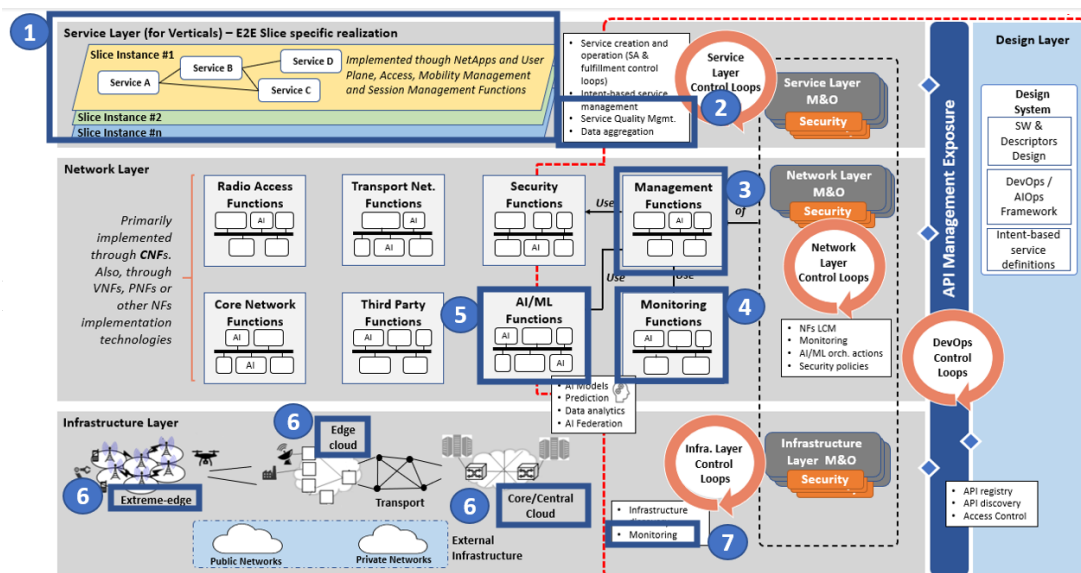 1
Service Layer (for Verticals) – E2E Slice specific realization
Slice Instance #1
Service A
Service B
Service D
Service C
Implemented though NetApps and User
Plane, Access, Mobility Management
and Session Management Functions
Slice Instance #2
Slice Instance #n
• Service creation and
operation (SA &
fulfillment control
loops)
• Intent-based service
management
• Service Quality Mgmt.
• Data aggregation
Service
Layer
Control Loops
2
Service Layer
M&O
Security
API Management Exposure
Design Layer
Design
System
SW &
Descriptors
Design
DevOps /
AIOps
Framework
Intent-based
service
definitions
Network Layer
Primarily
implemented
through CNFs.
Also, through
VNFs, PNFs or
other NFs
implementation
technologies
Radio Access
Functions
AI
Transport Net.
Functions
AI
AI
Security
Functions
AI
AI
Use
Management
Functions
AI
AI
3
of
Network Layer
M&O
Security
Network
Layer
Control Loops
Use
Use
Core Network
Functions
AI
AI
AI
Third Party
Functions
AI
5
AI/ML
Functions
AI
AI
AI
Monitoring
Functions
AI
4
• NFs LCM
• Monitoring
• AI/ML orch. actions
• Security policies
DevOps
Control
Loops
• AI Models
• Prediction
• Data analytics
• AI Federation
Infrastructure Layer
6
Extreme-edge
6
Edge
cloud
Transport
6
Core/Central
Cloud
Public Networks
Private Networks
External
Infrastructure
Infra. Layer
Control
Loops
• Infrastructure
• Monitoring
7
Infrastructure
Layer M&O
Security
• API registry
• API discovery
• Access Control